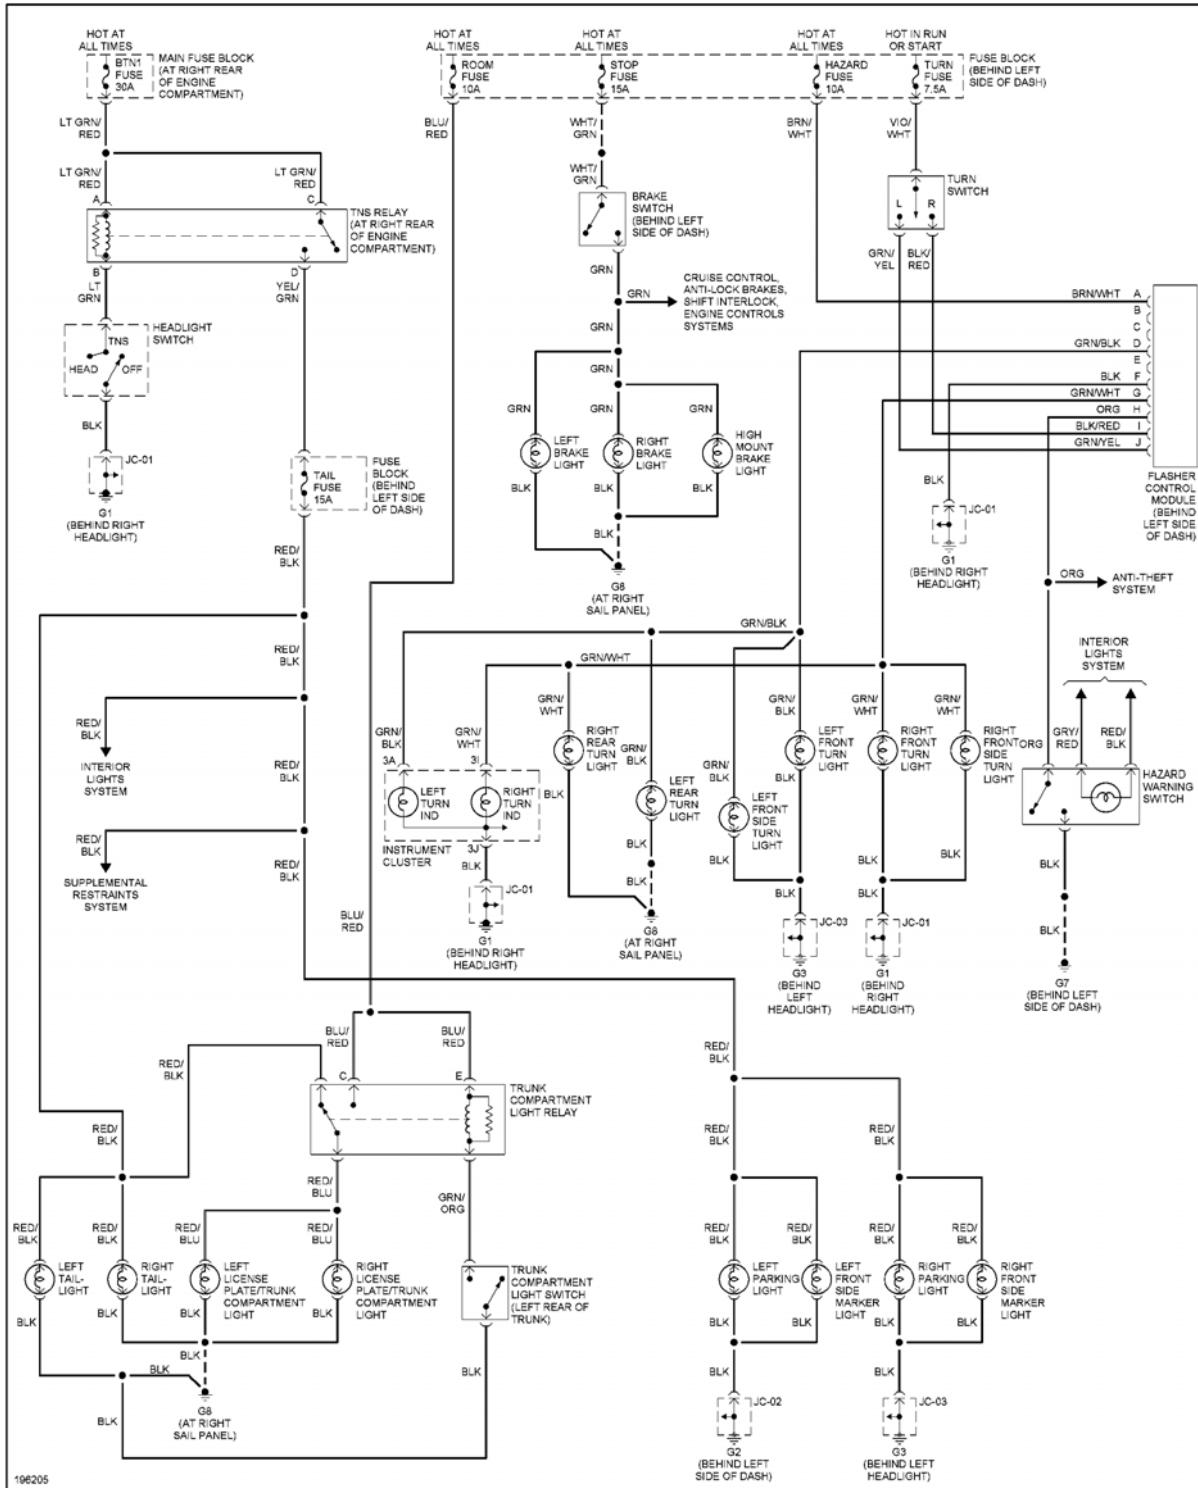 HOT AT
ALL TIMES
BTN1
FUSE
30A
MAIN FUSE BLOCK
(AT RIGHT REAR
OF ENGINE
COMPARTMENT)
HOT AT
ALL TIMES
ROOM
FUSE
10A
HOT AT
ALL TIMES
STOP
FUSE
15A
HOT AT
ALL TIMES
HAZARD
FUSE
10A
HOT IN RUN
OR START
TURN
FUSE
7.5A
FUSE BLOCK
(BEHIND LEFT
SIDE OF DASH)
LT GRN/
RED
BLU/
RED
WHT/
GRN
BRN/
WHT
VIO/
WHT
LT GRN/
RED
LT GRN/
RED
WHT/
GRN
A
C
TNS RELAY
(AT RIGHT REAR
OF ENGINE
COMPARTMENT)
BRAKE
SWITCH
(BEHIND LEFT
SIDE OF DASH)
TURN
SWITCH
L
R
B
D
LT
GRN
YEL/
GRN
GRN
GRN/
YEL
BLK/
RED
HEADLIGHT
SWITCH
TNS
HEAD
OFF
GRN
CRUISE CONTROL,
ANTI-LOCK BRAKES,
SHIFT INTERLOCK,
ENGINE CONTROLS
SYSTEMS
GRN
GRN
BRN/WHT A
B
C
GRN/BLK D
E
BLK F
GRN/WHT G
ORG H
BLK/RED I
GRN/YEL J
FLASHER
CONTROL
MODULE
(BEHIND
LEFT SIDE
OF DASH)
BLK
GRN
GRN
GRN
LEFT
BRAKE
LIGHT
RIGHT
BRAKE
LIGHT
HIGH
MOUNT
BRAKE
LIGHT
BLK
BLK
BLK
BLK
G8
(AT RIGHT
SAIL PANEL)
JC-01
G1
(BEHIND RIGHT
HEADLIGHT)
TAIL
FUSE
15A
FUSE
BLOCK
(BEHIND
LEFT SIDE
OF DASH)
BLK
JC-01
G1
(BEHIND RIGHT
HEADLIGHT)
ORG
ANTI-THEFT
SYSTEM
RED/
BLK
RED/
BLK
GRN/BLK
GRN/WHT
INTERIOR
LIGHTS
SYSTEM
RED/
BLK
INTERIOR
LIGHTS
SYSTEM
RED/
BLK
RED/
BLK
SUPPLEMENTAL
RESTRAINTS
SYSTEM
RED/
BLK
GRN/
BLK
3A
GRN/
WHT
3I
GRN/
WHT
RIGHT
REAR
TURN
LIGHT
GRN/
BLK
LEFT
REAR
TURN
LIGHT
GRN/
BLK
LEFT
FRONT
SIDE
TURN
LIGHT
GRN/
BLK
LEFT
FRONT
TURN
LIGHT
GRN/
WHT
RIGHT
FRONT
TURN
LIGHT
GRN/
WHT
RIGHT
FRONT
SIDE
TURN
LIGHT
ORG
GRY/
RED
RED/
BLK
HAZARD
WARNING
SWITCH
LEFT
TURN
IND
RIGHT
TURN
IND
INSTRUMENT
CLUSTER
3J
BLK
BLK
JC-01
G1
(BEHIND RIGHT
HEADLIGHT)
BLK
BLK
G8
(AT RIGHT
SAIL PANEL)
BLK
BLK
BLK
JC-03
G3
(BEHIND
LEFT
HEADLIGHT)
BLK
BLK
BLK
JC-01
G1
(BEHIND
RIGHT
HEADLIGHT)
BLK
BLK
G7
(BEHIND LEFT
SIDE OF DASH)
BLU/
RED
BLU/
RED
BLU/
RED
RED/
BLK
C
E
TRUNK
COMPARTMENT
LIGHT RELAY
RED/
BLK
RED/
BLK
RED/
BLU
GRN/
ORG
RED/
BLK
RED/
BLK
RED/
BLU
RED/
BLU
LEFT
TAIL-
LIGHT
RIGHT
TAIL-
LIGHT
LEFT
LICENSE
PLATE/TRUNK
COMPARTMENT
LIGHT
RIGHT
LICENSE
PLATE/TRUNK
COMPARTMENT
LIGHT
TRUNK
COMPARTMENT
LIGHT SWITCH
(LEFT REAR OF
TRUNK)
BLK
BLK
BLK
BLK
BLK
BLK
BLK
BLK
G8
(AT RIGHT
SAIL PANEL)
RED/
BLK
RED/
BLK
RED/
BLK
RED/
BLK
RED/
BLK
RED/
BLK
LEFT
PARKING
LIGHT
LEFT
FRONT
SIDE
MARKER
LIGHT
RIGHT
PARKING
LIGHT
RIGHT
FRONT
SIDE
MARKER
LIGHT
BLK
BLK
BLK
BLK
BLK
BLK
JC-02
G2
(BEHIND LEFT
SIDE OF DASH)
JC-03
G3
(BEHIND LEFT
HEADLIGHT)
196205